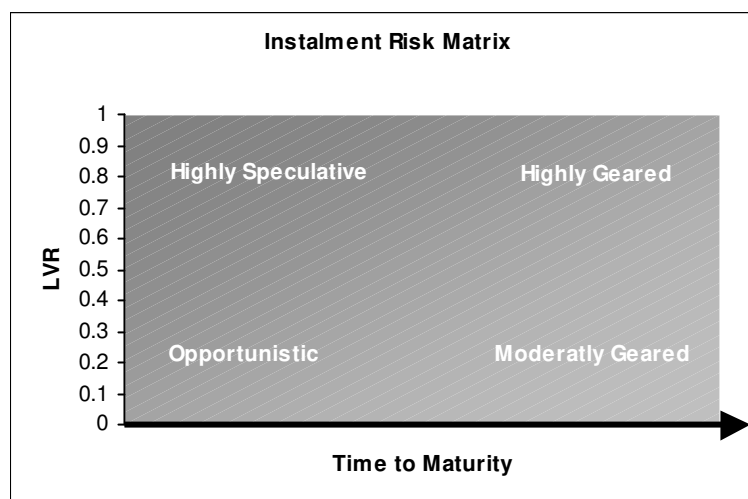 Instalment Risk Matrix
1
0.9
Highly Speculative
Highly Geared
0.8
0.7
0.6
LVR
0.5
0.4
0.3
Opportunistic
Moderatly Geared
0.2
0.1
0
Time to Maturity